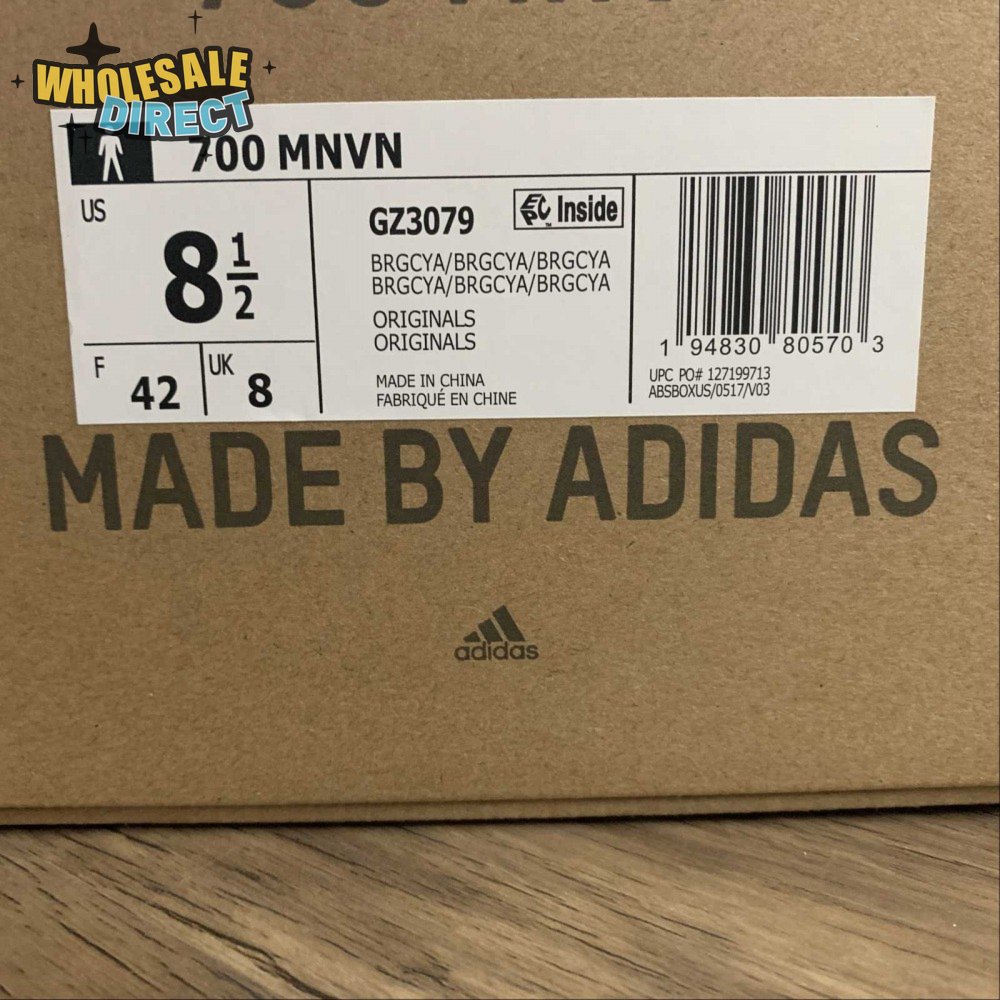 WHOLESALE
DIRECT
700 MNVN
US
8 1/2
F
42
UK
8
GZ3079
EPC Inside
TM
BRGCYA/BRGCYA/BRGCYA
BRGCYA/BRGCYA/BRGCYA
ORIGINALS
ORIGINALS
MADE IN CHINA
FABRIQUÉ EN CHINE
1 94830 80570 3
UPC PO# 127199713
ABSBOXUS/0517/V03
MADE BY ADIDAS
adidas